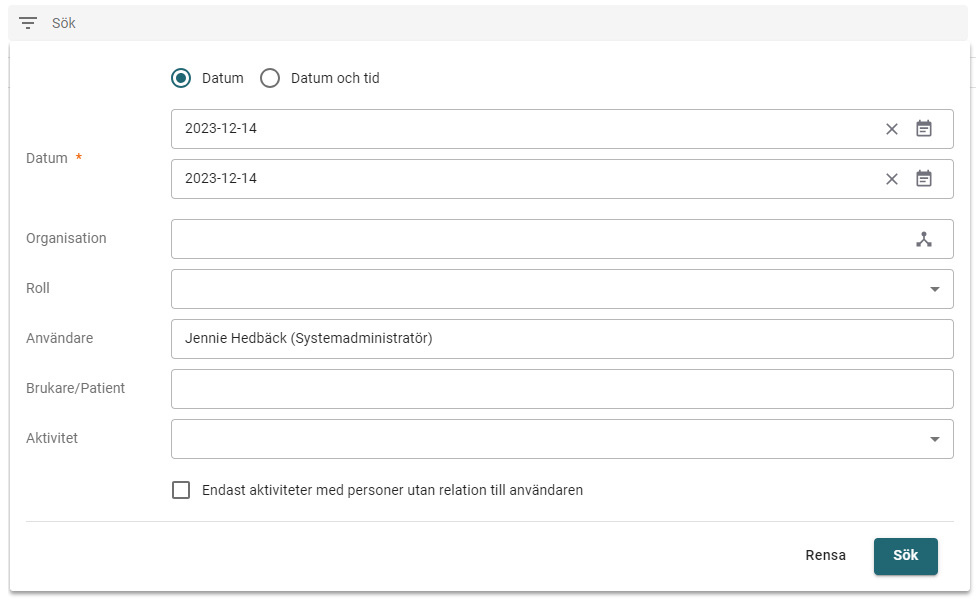 Sök
Datum
Datum och tid
Datum *
2023-12-14
2023-12-14
Organisation
Roll
Användare
Jennie Hedbäck (Systemadministratör)
Brukare/Patient
Aktivitet
Endast aktiviteter med personer utan relation till användaren
Rensa
Sök